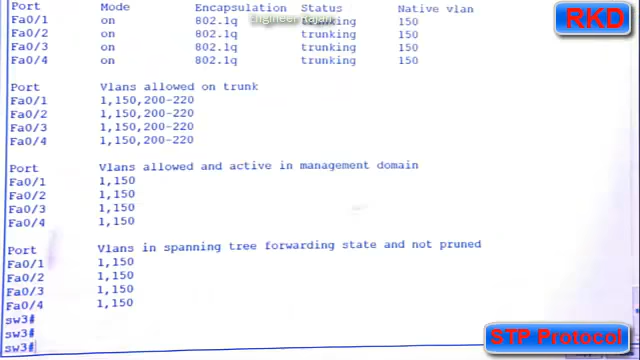 RKD
Port Mode Encapsulation Status Native vlan
Engineer Rajan
Fa0/1 on 802.1q trunking 150
Fa0/2 on 802.1q trunking 150
Fa0/3 on 802.1q trunking 150
Fa0/4 on 802.1q trunking 150
Port Vlans allowed on trunk
Fa0/1 1,150,200-220
Fa0/2 1,150,200-220
Fa0/3 1,150,200-220
Fa0/4 1,150,200-220
Port Vlans allowed and active in management domain
Fa0/1 1,150
Fa0/2 1,150
Fa0/3 1,150
Fa0/4 1,150
Port Vlans in spanning tree forwarding state and not pruned
Fa0/1 1,150
Fa0/2 1,150
Fa0/3 1,150
Fa0/4 1,150
sw3#
sw3#
sw3#
STP Protocol